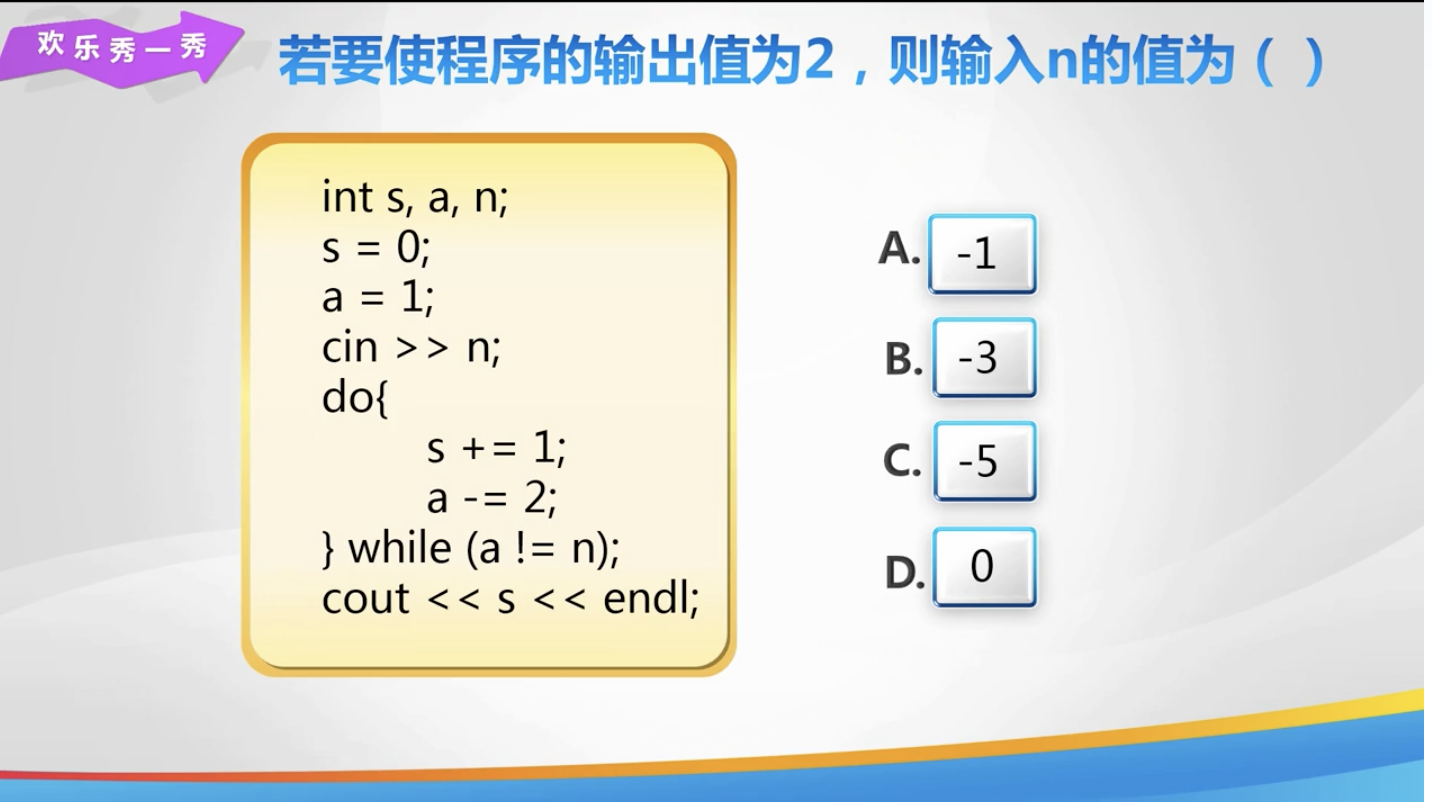 欢乐秀一秀
若要使程序的输出值为2，则输入n的值为（ ）
int s, a, n;
s = 0;
a = 1;
cin >> n;
do{
s += 1;
a -= 2;
} while (a != n);
cout << s << endl;
A. -1
B. -3
C. -5
D. 0